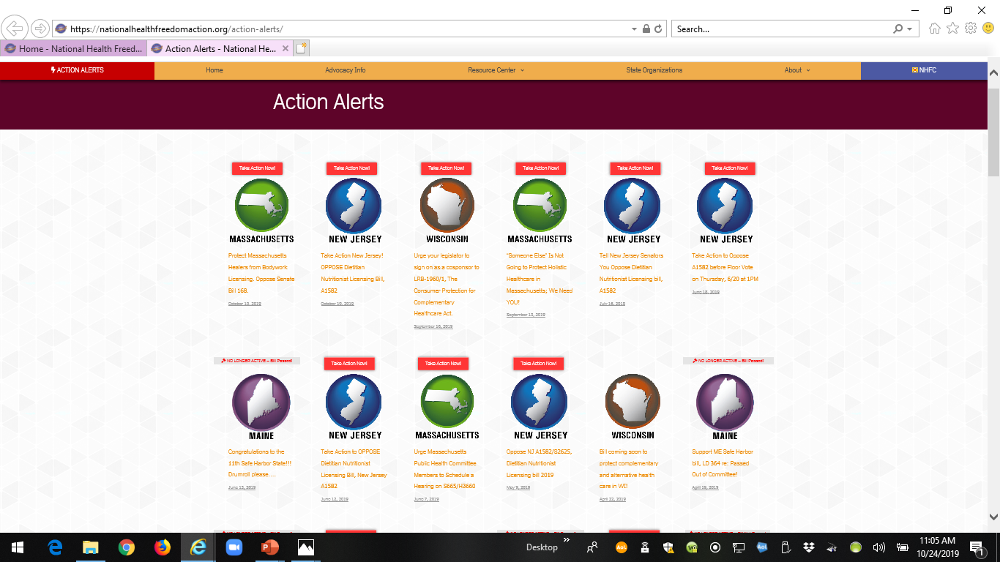 https://nationalhealthfreedomaction.org/action-alerts/
Search...
Home - National Health Freed...
Action Alerts - National He...
ACTION ALERTS
Home
Advocacy Info
Resource Center
State Organizations
About
NHFC
Action Alerts
Take Action Now!
MASSACHUSETTS
Protect Massachusetts
Healers from Bodywork
Licensing. Oppose Senate
Bill 168.
October 10, 2019
Take Action Now!
NEW JERSEY
Take Action New Jersey!
OPPOSE Dietitian
Nutritionist Licensing Bill,
A1582
Take Action Now!
WISCONSIN
Urge your legislator to
sign on as a cosponsor to
LRB-1960/1, The
Consumer Protection for
Complementary
Healthcare Act.
September 16, 2019
Take Action Now!
MASSACHUSETTS
"Someone Else" Is Not
Going to Protect Holistic
Healthcare in
Massachusetts; We Need
YOU!
September 13, 2019
Take Action Now!
NEW JERSEY
Tell New Jersey Senators
You Oppose Dietitian
Nutritionist Licensing bill,
A1582
July 16, 2019
Take Action Now!
NEW JERSEY
Take Action to Oppose
A1582 before Floor Vote
on Thursday, 6/20 at 1PM
June 18, 2019
NO LONGER ACTIVE – Bill Passed!
MAINE
Congratulations to the
11th Safe Harbor State!!!
Drumroll please....
June 13, 2019
Take Action Now!
NEW JERSEY
Take Action to OPPOSE
Dietitian Nutritionist
Licensing Bill, New Jersey
A1582
June 12, 2019
Take Action Now!
MASSACHUSETTS
Urge Massachusetts
Public Health Committee
Members to Schedule a
Hearing on S665/H3660
June 7, 2019
Take Action Now!
NEW JERSEY
Oppose NJ A1582/S2625,
Dietitian Nutritionist
Licensing bill 2019
May 9, 2019
WISCONSIN
Bill coming soon to
protect complementary
and alternative health
care in WI!
April 22, 2019
NO LONGER ACTIVE – Bill Passed!
MAINE
Support ME Safe Harbor
bill, LD 364 re: Passed
Out of Committee!
April 19, 2019
Desktop
11:05 AM
10/24/2019